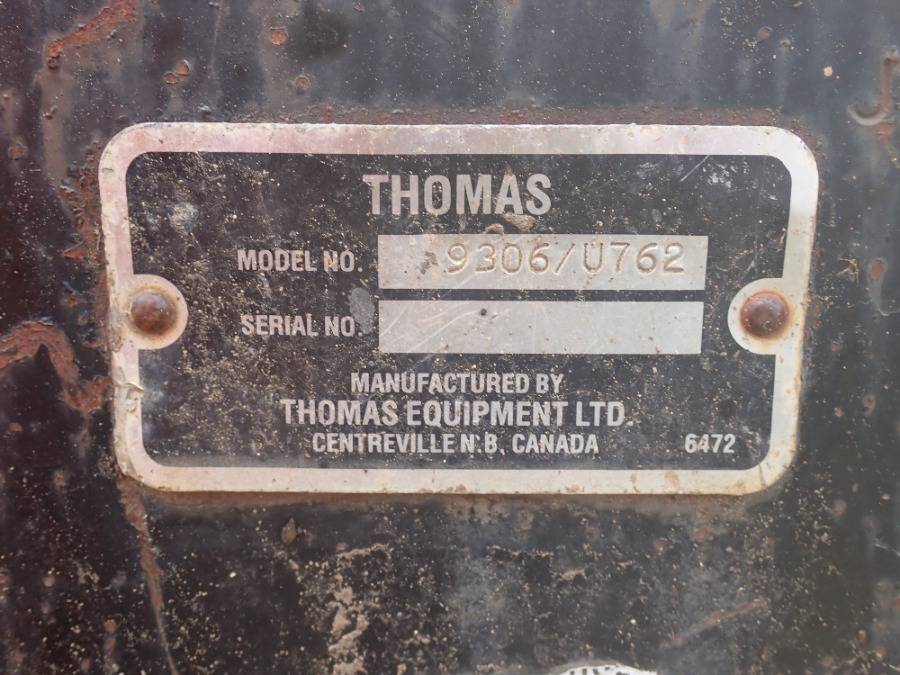 THOMAS
MODEL NO. 9306/U762
SERIAL NO.
MANUFACTURED BY
THOMAS EQUIPMENT LTD.
CENTREVILLE N.B. CANADA 6472